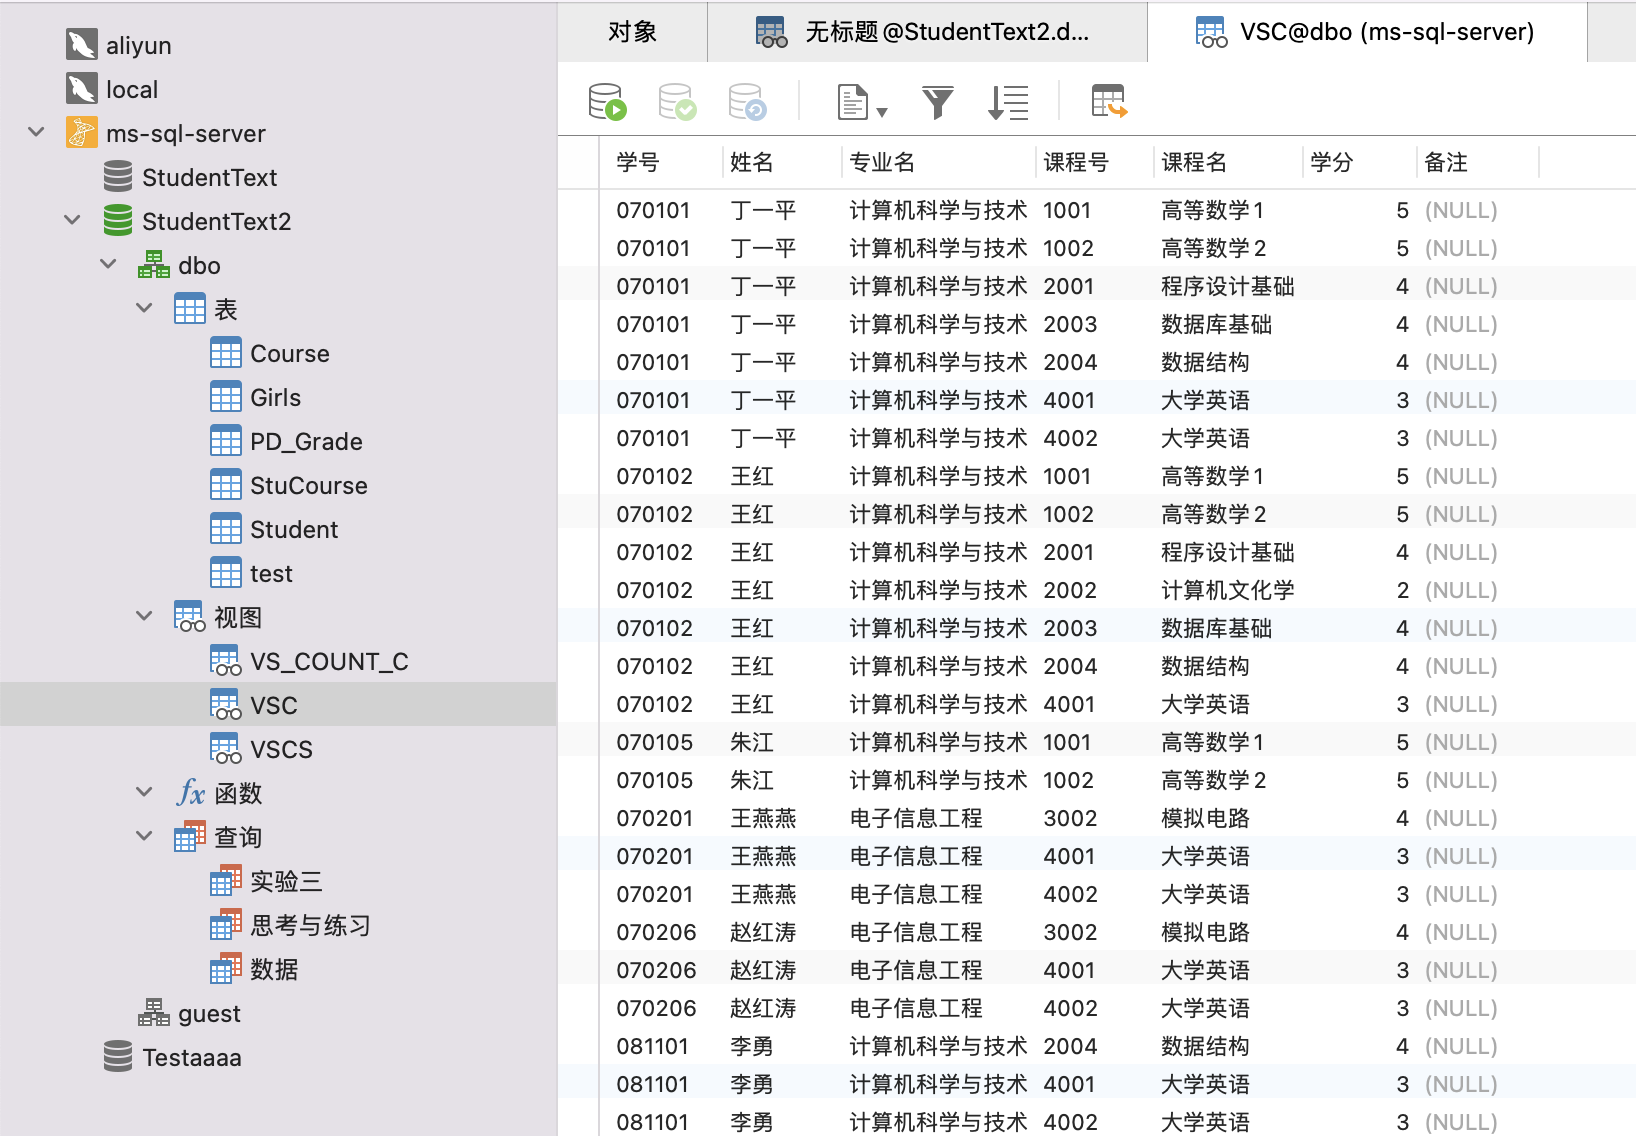 aliyun
local
ms-sql-server
StudentText
StudentText2
dbo
表
Course
Girls
PD_Grade
StuCourse
Student
test
视图
VS_COUNT_C
VSC
VSCS
fx 函数
查询
实验三
思考与练习
数据
guest
Testaaaa
对象 无标题 @StudentText2.d... VSC@dbo (ms-sql-server)
学号 姓名 专业名 课程号 课程名 学分 备注
070101 丁一平 计算机科学与技术 1001 高等数学1 5 (NULL)
070101 丁一平 计算机科学与技术 1002 高等数学2 5 (NULL)
070101 丁一平 计算机科学与技术 2001 程序设计基础 4 (NULL)
070101 丁一平 计算机科学与技术 2003 数据库基础 4 (NULL)
070101 丁一平 计算机科学与技术 2004 数据结构 4 (NULL)
070101 丁一平 计算机科学与技术 4001 大学英语 3 (NULL)
070101 丁一平 计算机科学与技术 4002 大学英语 3 (NULL)
070102 王红 计算机科学与技术 1001 高等数学1 5 (NULL)
070102 王红 计算机科学与技术 1002 高等数学2 5 (NULL)
070102 王红 计算机科学与技术 2001 程序设计基础 4 (NULL)
070102 王红 计算机科学与技术 2002 计算机文化学 2 (NULL)
070102 王红 计算机科学与技术 2003 数据库基础 4 (NULL)
070102 王红 计算机科学与技术 2004 数据结构 4 (NULL)
070102 王红 计算机科学与技术 4001 大学英语 3 (NULL)
070105 朱江 计算机科学与技术 1001 高等数学1 5 (NULL)
070105 朱江 计算机科学与技术 1002 高等数学2 5 (NULL)
070201 王燕燕 电子信息工程 3002 模拟电路 4 (NULL)
070201 王燕燕 电子信息工程 4001 大学英语 3 (NULL)
070201 王燕燕 电子信息工程 4002 大学英语 3 (NULL)
070206 赵红涛 电子信息工程 3002 模拟电路 4 (NULL)
070206 赵红涛 电子信息工程 4001 大学英语 3 (NULL)
070206 赵红涛 电子信息工程 4002 大学英语 3 (NULL)
081101 李勇 计算机科学与技术 2004 数据结构 4 (NULL)
081101 李勇 计算机科学与技术 4001 大学英语 3 (NULL)
081101 李勇 计算机科学与技术 4002 大学英语 3 (NULL)